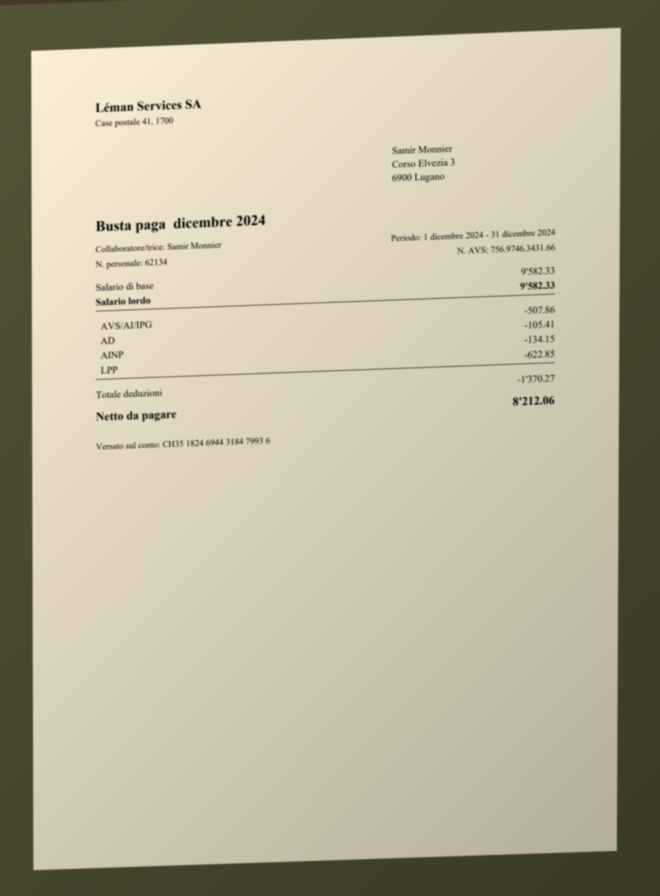 Léman Services SA
Case postale 41, 1700
Samir Monnier
Corso Elvezia 3
6900 Lugano
Busta paga dicembre 2024
Collaboratore/trice: Samir Monnier
Periodo: 1 dicembre 2024 - 31 dicembre 2024
N. personale: 62134
N. AVS: 756.9746.3431.66
Salario di base 9'582.33
Salario lordo 9'582.33
AVS/AI/IPG -507.86
AD -105.41
AINP -134.15
LPP -622.85
Totale deduzioni -1'370.27
Netto da pagare 8'212.06
Versato sul conto: CH35 1824 6944 3184 7993 6